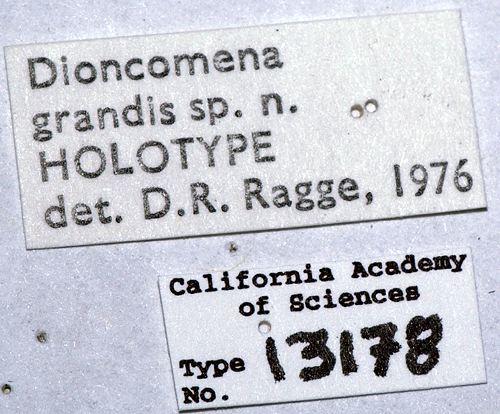 Dioncomena
grandis sp. n.
HOLOTYPE
det. D.R. Ragge, 1976
California Academy
of Sciences
Type
No. 13178